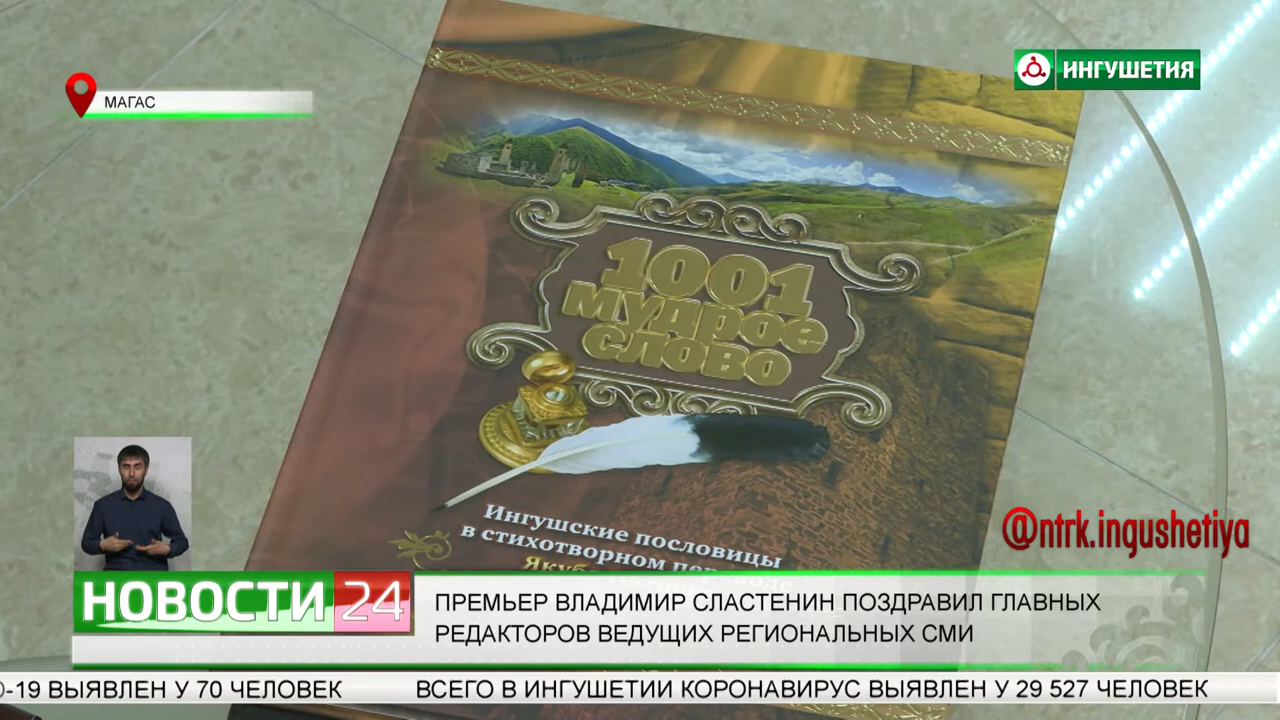 ИНГУШЕТИЯ
МАГАС
1001
мудрое
слово
Ингушские пословицы
в стихотворном переводе
@ntrk.ingushetiya
НОВОСТИ 24
ПРЕМЬЕР ВЛАДИМИР СЛАСТЕНИН ПОЗДРАВИЛ ГЛАВНЫХ
РЕДАКТОРОВ ВЕДУЩИХ РЕГИОНАЛЬНЫХ СМИ
-19 ВЫЯВЛЕН У 70 ЧЕЛОВЕК ВСЕГО В ИНГУШЕТИИ КОРОНАВИРУС ВЫЯВЛЕН У 29 527 ЧЕЛОВЕК